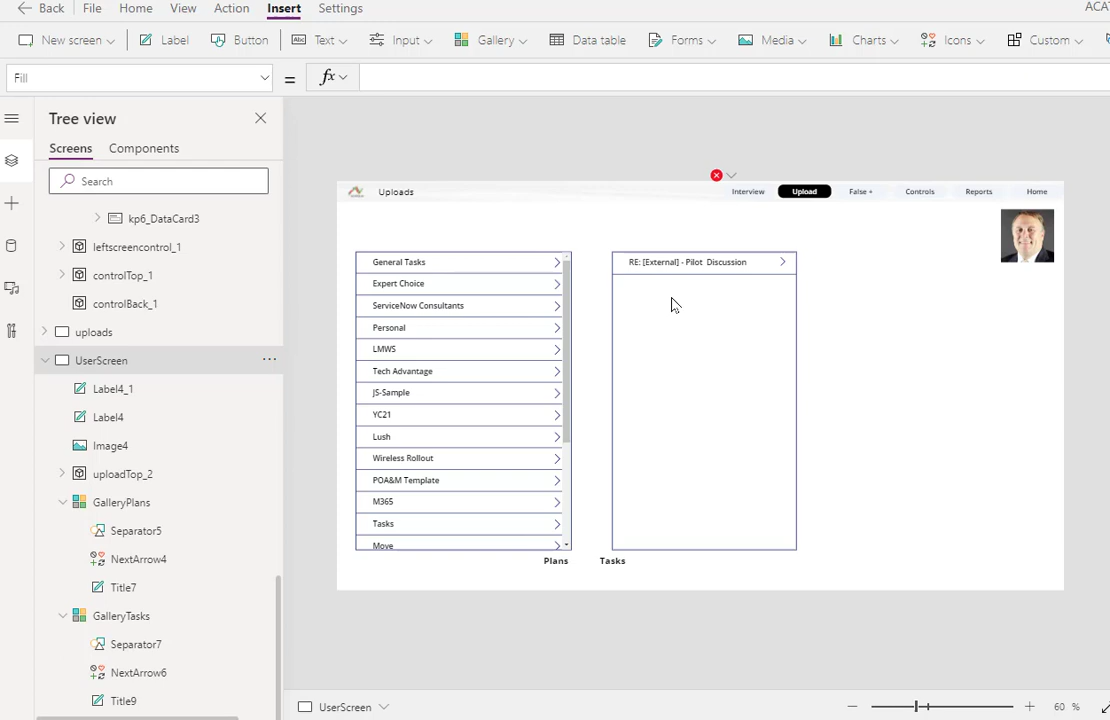 Back File Home View Action Insert Settings ACAT
New screen Label Button Abc Text Input Gallery Data table Forms Media Charts Icons Custom
Fill = fx
Tree view
Screens Components
Search
kp6_DataCard3
leftscreencontrol_1
controlTop_1
controlBack_1
uploads
UserScreen ...
Label4_1
Label4
Image4
uploadTop_2
GalleryPlans
Separator5
NextArrow4
Title7
GalleryTasks
Separator7
NextArrow6
Title9
Uploads Interview Upload False + Controls Reports Home
General Tasks
Expert Choice
ServiceNow Consultants
Personal
LMWS
Tech Advantage
JS-Sample
YC21
Lush
Wireless Rollout
POA&M Template
M365
Tasks
Move
RE: [External] - Pilot Discussion
Plans Tasks
UserScreen 60 %